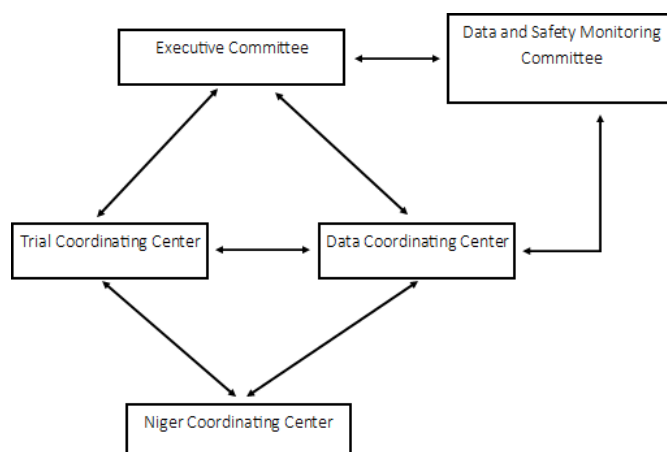 Executive Committee
Data and Safety Monitoring
Committee
Trial Coordinating Center
Data Coordinating Center
Niger Coordinating Center